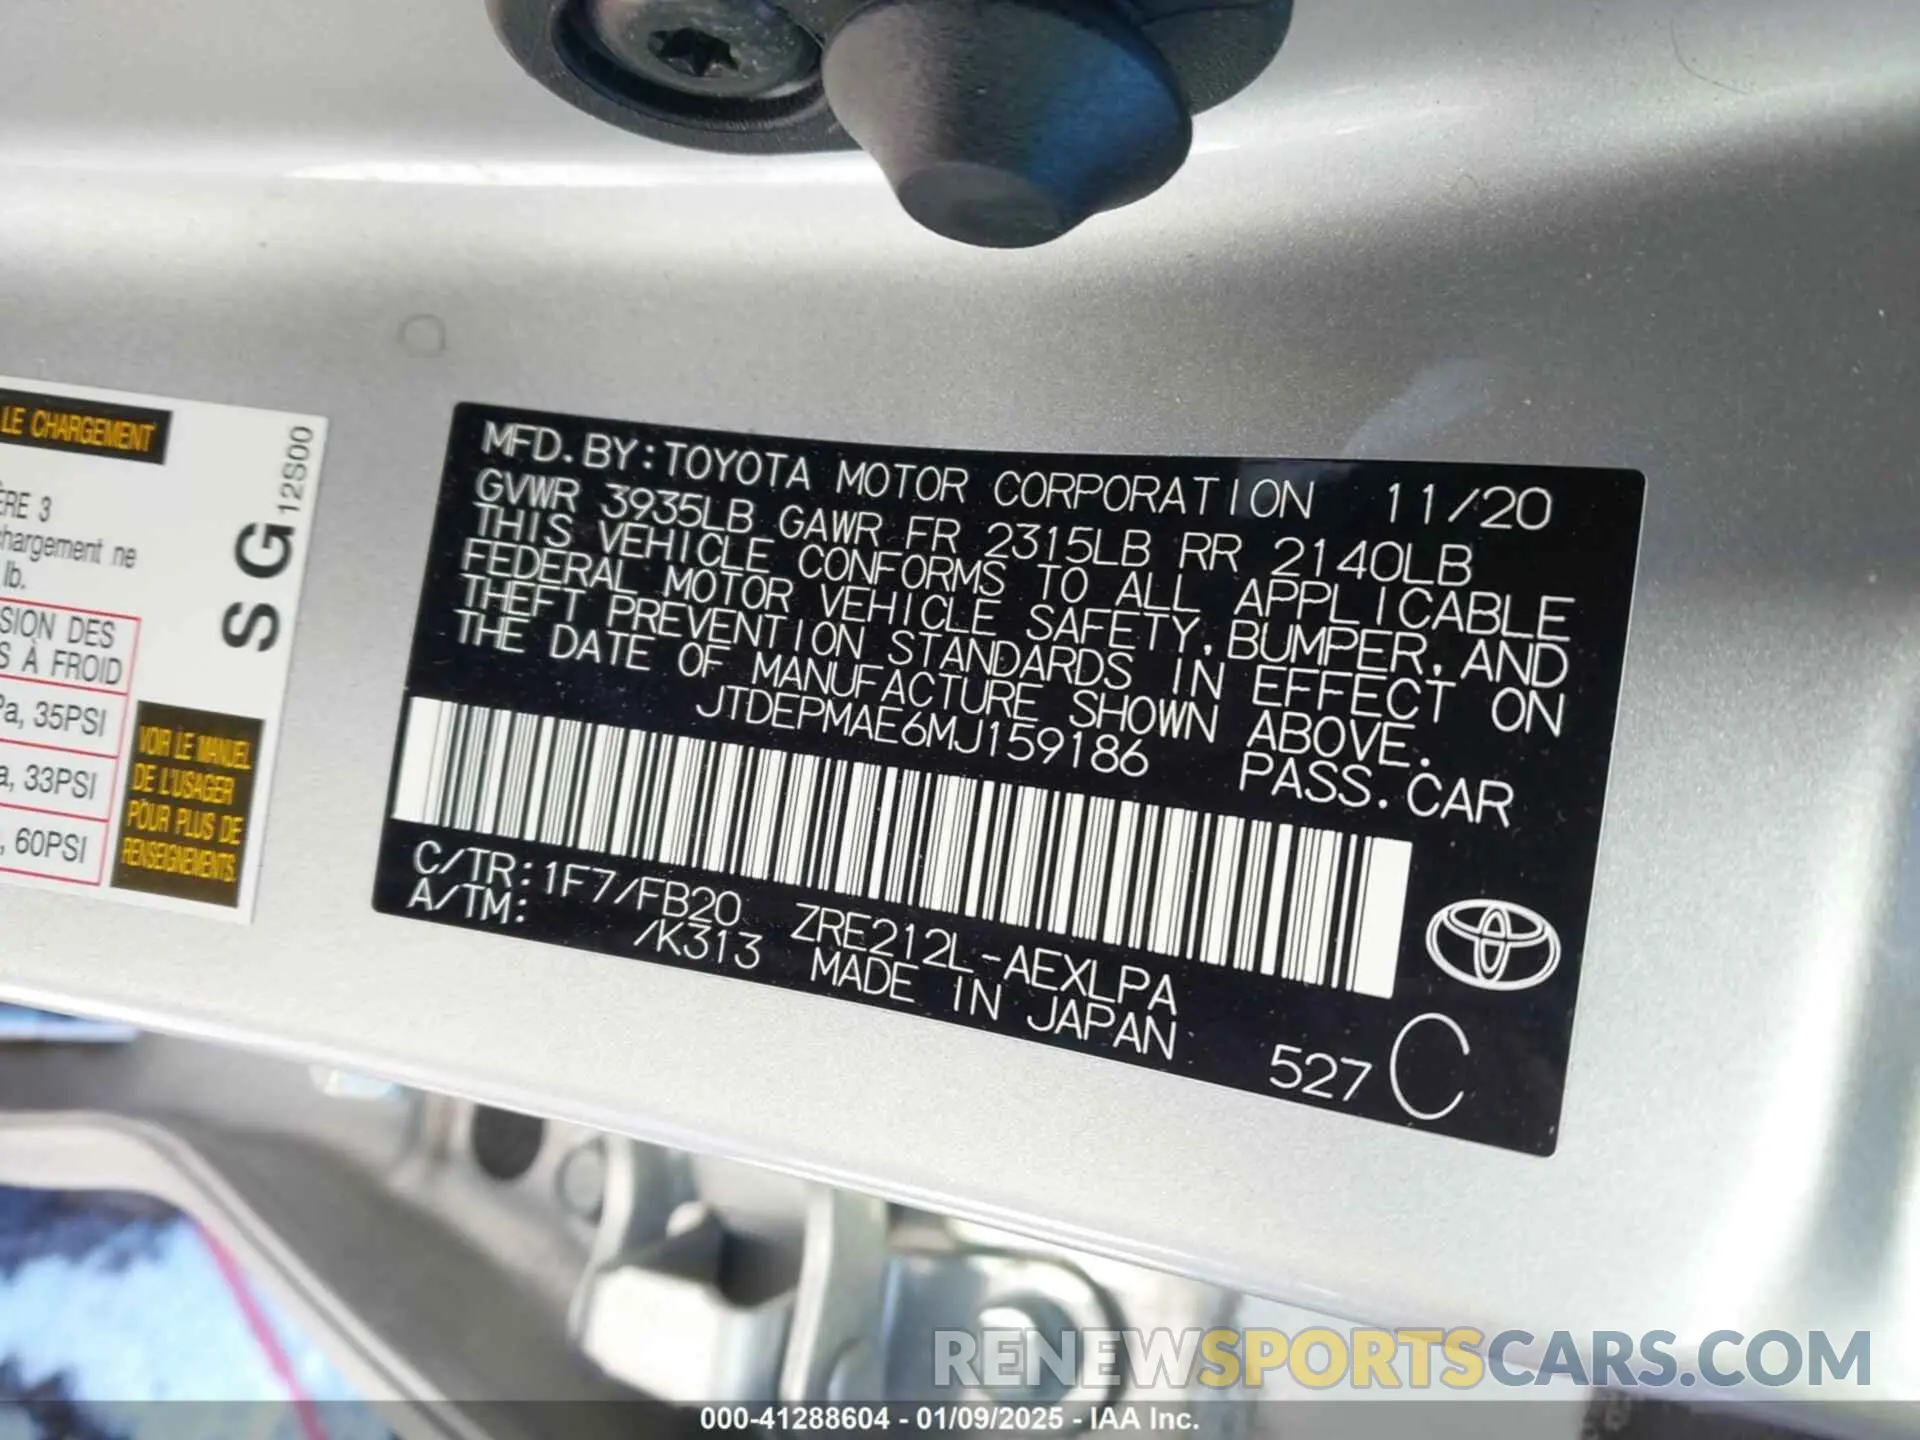 LE CHARGEMENT
ÈRE 3
hargement ne
lb.
SION DES
S À FROID
Pa, 35PSI
a, 33PSI
, 60PSI
SG
12S00
VOIR LE MANUEL
DE L'USAGER
POUR PLUS DE
RENSEIGNEMENTS.
MFD. BY: TOYOTA MOTOR CORPORATION 11/20
GVWR 3935LB GAWR FR 2315LB RR 2140LB
THIS VEHICLE CONFORMS TO ALL APPLICABLE
FEDERAL MOTOR VEHICLE SAFETY, BUMPER, AND
THEFT PREVENTION STANDARDS IN EFFECT ON
THE DATE OF MANUFACTURE SHOWN ABOVE.
JTDEPMAE6MJ159186 PASS. CAR
C/TR: 1F7/FB20 ZRE212L-AEXLPA
A/TM: /K313 MADE IN JAPAN
527 C
RENEWSPORTSCARS.COM
000-41288604 - 01/09/2025 - IAA Inc.